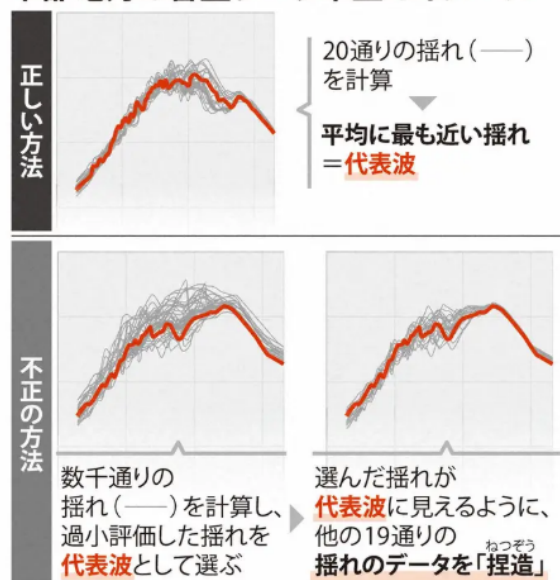 正しい方法
20通りの揺れ(——)
を計算
平均に最も近い揺れ
=代表波
不正の方法
数千通りの
揺れ(——)を計算し、
過小評価した揺れを
代表波として選ぶ
選んだ揺れが
代表波に見えるように、
他の19通りの
ねつぞう
揺れのデータを「捏造」